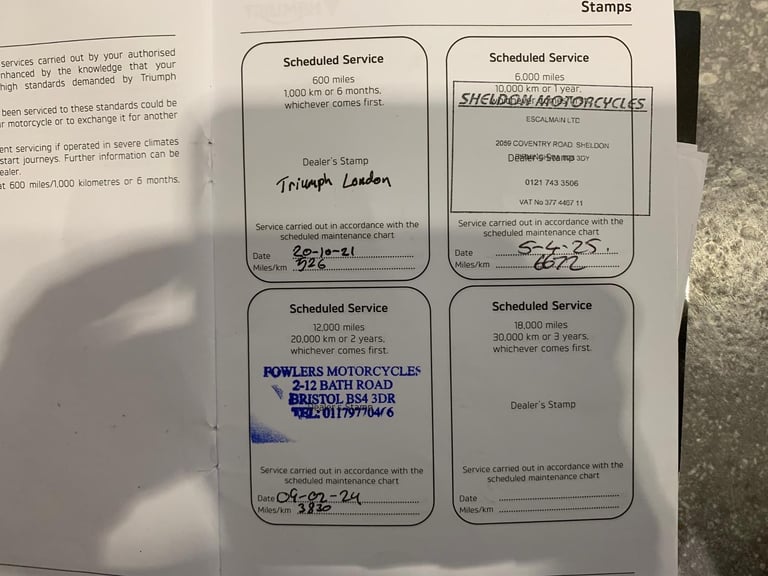 Stamps
services carried out by your authorised
nhanced by the knowledge that your
high standards demanded by Triumph
been serviced to these standards could be
r motorcycle or to exchange it for another
ent servicing if operated in severe climates
start journeys. Further information can be
ealer.
at 600 miles/1,000 kilometres or 6 months.
Scheduled Service
600 miles
1,000 km or 6 months,
whichever comes first.
Dealer's Stamp
Triumph London
Service carried out in accordance with the
scheduled maintenance chart
Date 20-10-21
Miles/km 526
Scheduled Service
6,000 miles
10,000 km or 1 year,
whichever comes first.
SHELDON MOTORCYCLES
ESCALMAIN LTD
2059 COVENTRY ROAD, SHELDON
Dealer's Stamp 3DY
0121 743 3506
VAT No 377 4467 11
Service carried out in accordance with the
scheduled maintenance chart
Date 5-4-25.
Miles/km 6672
Scheduled Service
12,000 miles
20,000 km or 2 years,
whichever comes first.
FOWLERS MOTORCYCLES
2-12 BATH ROAD
BRISTOL BS4 3DR
Dealer's Stamp
TEL: 01179770476
Service carried out in accordance with the
scheduled maintenance chart
Date 09-02-24
Miles/km 3830
Scheduled Service
18,000 miles
30,000 km or 3 years,
whichever comes first.
Dealer's Stamp
Service carried out in accordance with the
scheduled maintenance chart
Date
Miles/km